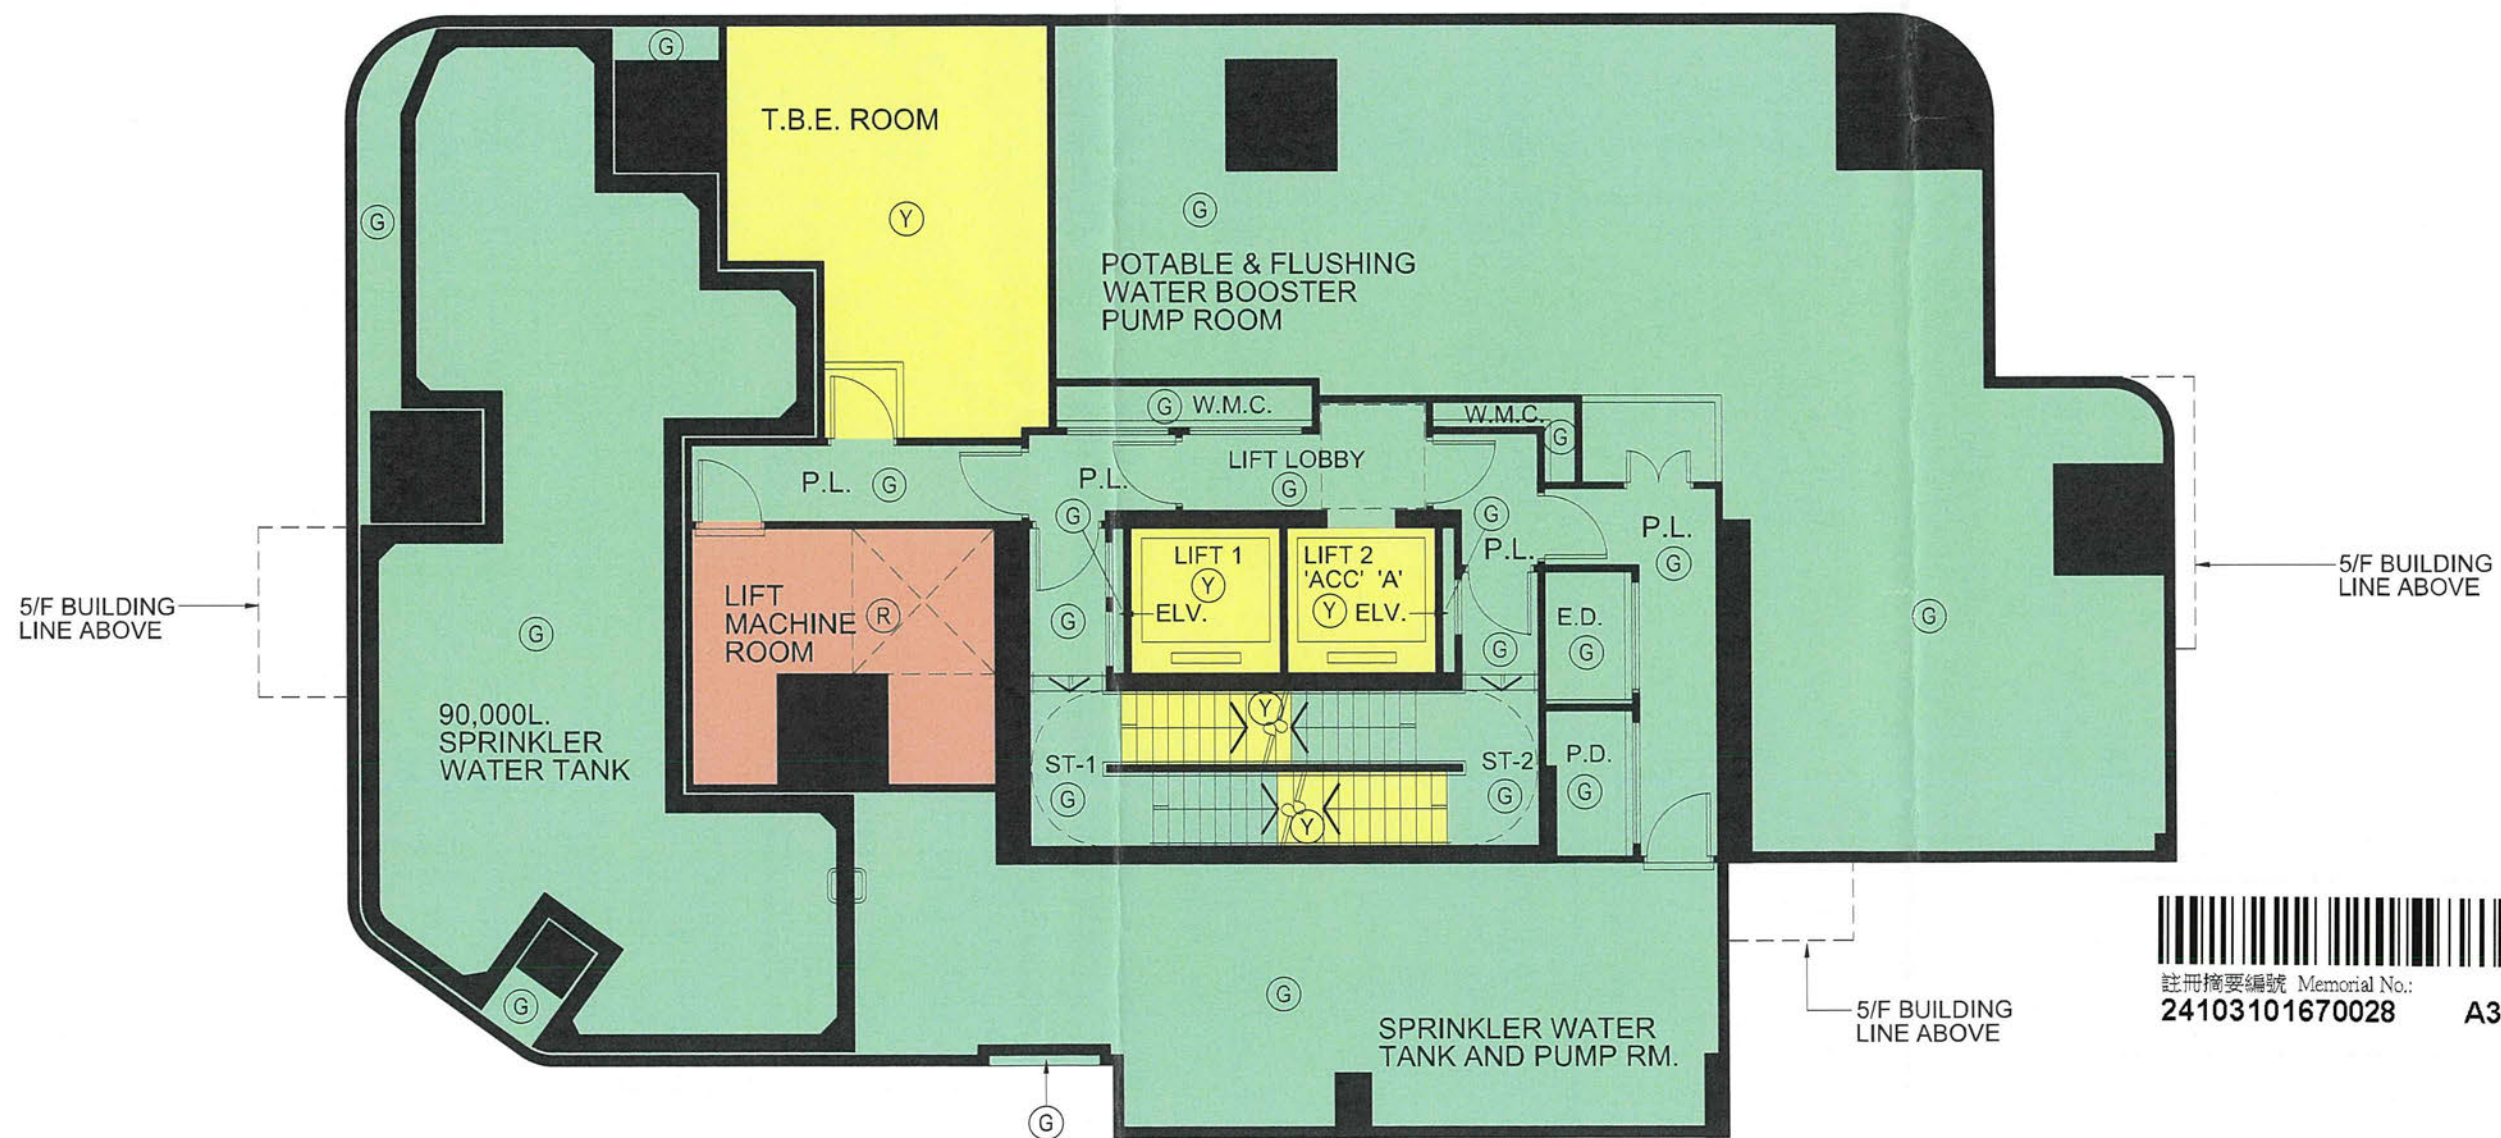 G
T.B.E. ROOM
Y
G
G
POTABLE & FLUSHING
WATER BOOSTER
PUMP ROOM
G W.M.C.
W.M.C.
G
LIFT LOBBY
G
P.L. G
P.L.
G
G
P.L.
P.L.
G
LIFT 1
Y
ELV.
LIFT 2
'ACC' 'A'
Y ELV.
5/F BUILDING
LINE ABOVE
5/F BUILDING
LINE ABOVE
LIFT
MACHINE
ROOM
R
G
G
G
E.D.
G
G
90,000L.
SPRINKLER
WATER TANK
Y
ST-1
G
ST-2
G
P.D.
G
Y
G
G
SPRINKLER WATER
TANK AND PUMP RM.
G
5/F BUILDING
LINE ABOVE
註冊摘要編號 Memorial No.:
24103101670028 A3